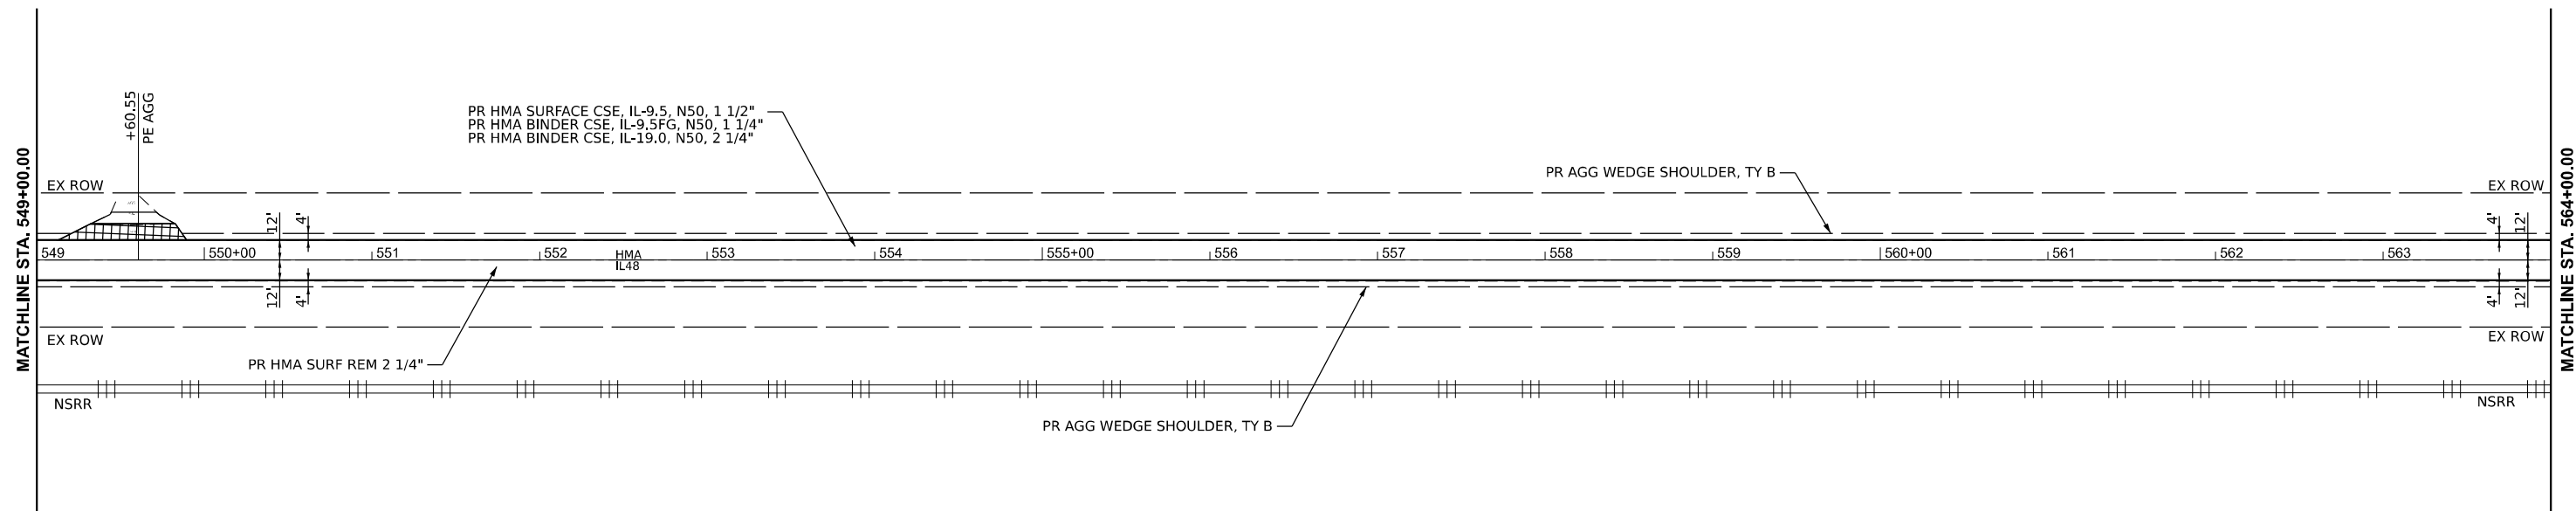 MATCHLINE STA. 549+00.00
+60.55
PE AGG
PR HMA SURFACE CSE, IL-9.5, N50, 1 1/2"
PR HMA BINDER CSE, IL-9.5FG, N50, 1 1/4"
PR HMA BINDER CSE, IL-19.0, N50, 2 1/4"
PR AGG WEDGE SHOULDER, TY B
EX ROW
EX ROW
12'
4'
4'
12'
549
550+00
551
552
HMA
IL48
553
554
555+00
556
557
558
559
560+00
561
562
563
12'
4'
4'
12'
EX ROW
EX ROW
PR HMA SURF REM 2 1/4"
NSRR
NSRR
PR AGG WEDGE SHOULDER, TY B
MATCHLINE STA. 564+00.00